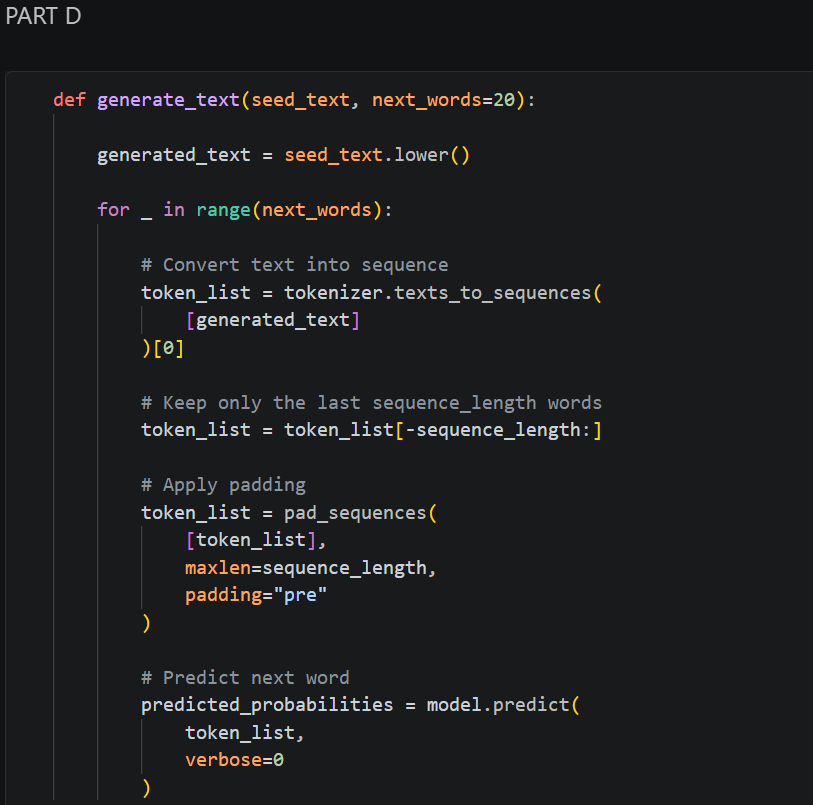 PART D
def generate_text(seed_text, next_words=20):
generated_text = seed_text.lower()
for _ in range(next_words):
# Convert text into sequence
token_list = tokenizer.texts_to_sequences(
[generated_text]
)[0]
# Keep only the last sequence_length words
token_list = token_list[-sequence_length:]
# Apply padding
token_list = pad_sequences(
[token_list],
maxlen=sequence_length,
padding="pre"
)
# Predict next word
predicted_probabilities = model.predict(
token_list,
verbose=0
)